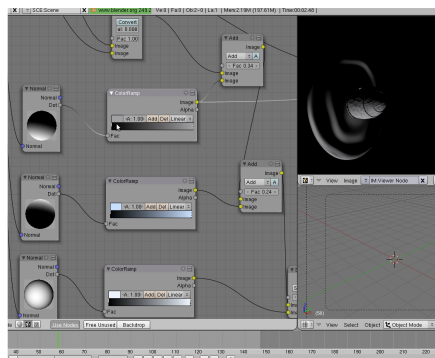 SCE:Scene X www.blender.org 249.2 Ve:0 | Fa:0 | Ob:2-0 | La:1 | Mem:2.19M (197.61M) | Time:00:02.48 |
Convert
Fac 1.00
Image
Image
Add
Image
Add A
Fac 0.34
Image
Image
Normal
Normal
Dot
Normal
ColorRamp
Image
Alpha
A: 1.00 Add Del Linear
Fac
Normal
Normal
Dot
Normal
ColorRamp
Image
Alpha
A: 1.00 Add Del Linear
Fac
Add
Image
Add A
Fac 0.24
Image
Image
View Image IM:Viewer Node X
Normal
Normal
Dot
Normal
ColorRamp
Image
Alpha
A: 1.00 Add Del Linear
Fac
(58)
Use Nodes Free Unused Backdrop
View Select Object Object Mode
40 50 60 70 80 90 100 110 120 130 140 150 160 170 180 190 200 210 220